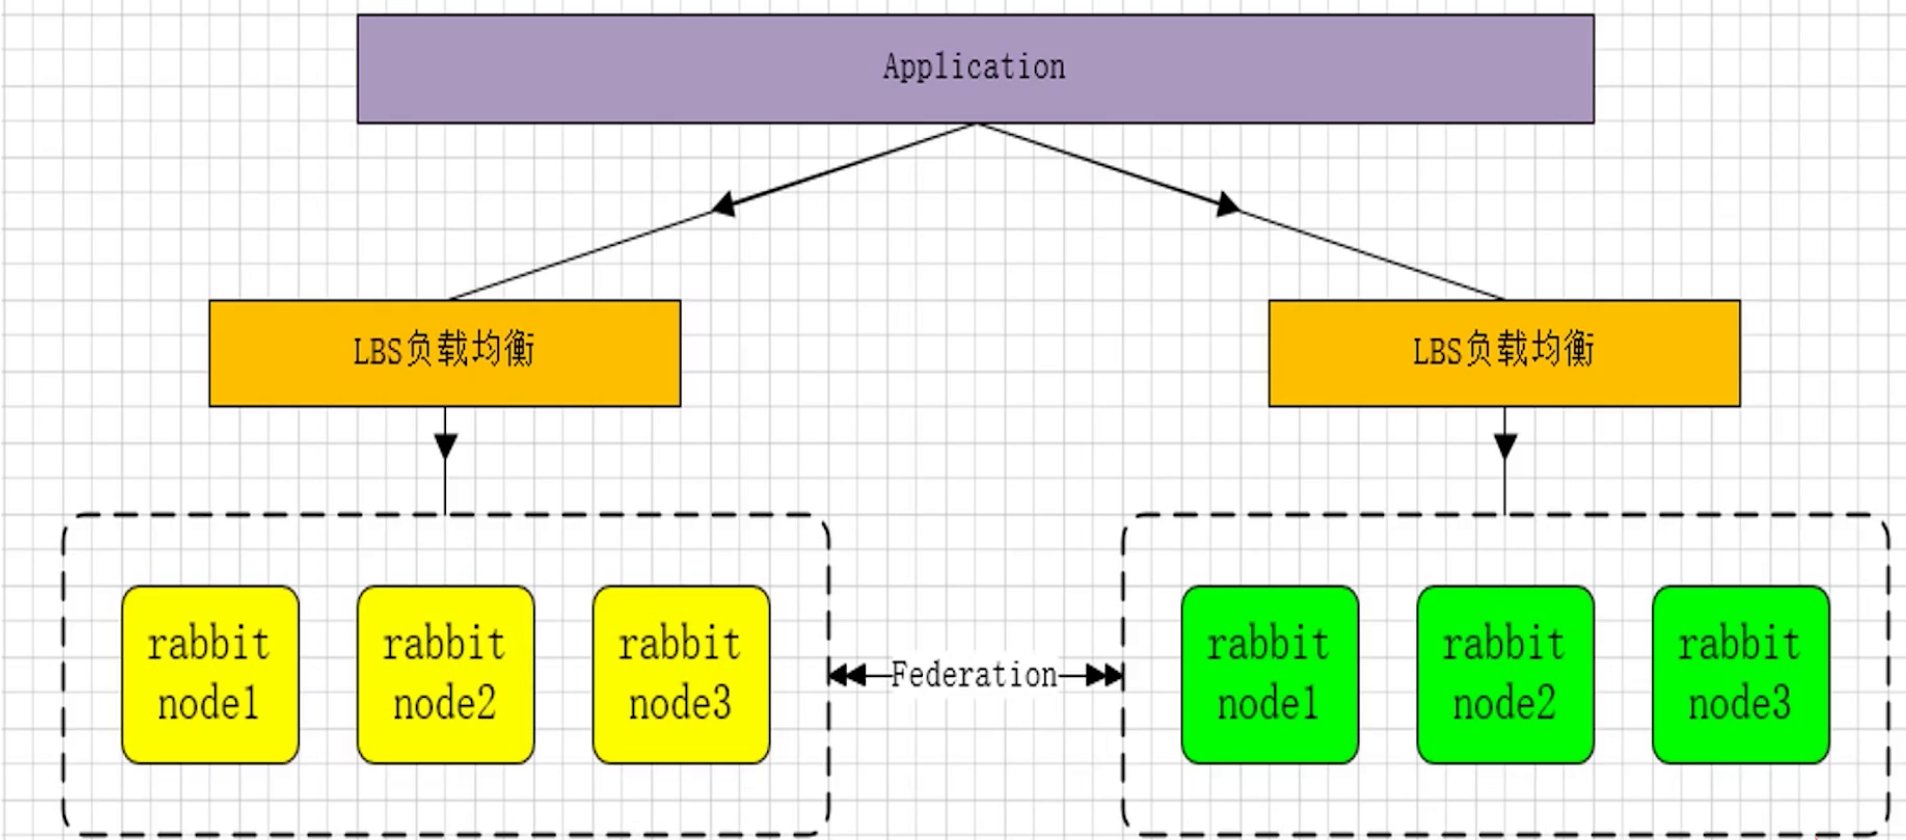 Application
LBS负载均衡
LBS负载均衡
rabbit
node1
rabbit
node2
rabbit
node3
Federation
rabbit
node1
rabbit
node2
rabbit
node3